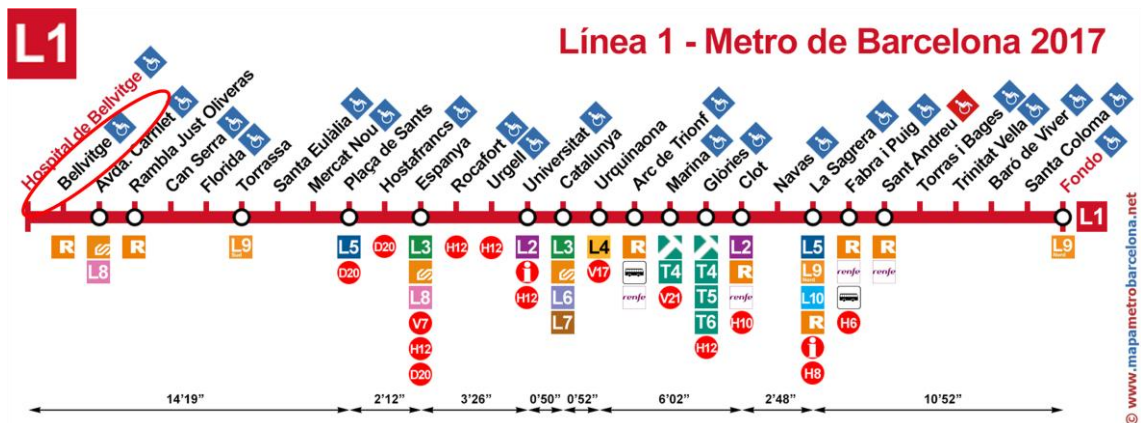 L1
Línea 1 - Metro de Barcelona 2017
Hospital de Bellvitge
Bellvitge
Avda. Carrilet
Rambla Just Oliveras
Can Serra
Florida
Torrassa
Santa Eulàlia
Mercat Nou
Plaça de Sants
Hostafrancs
Espanya
Rocafort
Urgell
Universitat
Catalunya
Urquinaona
Arc de Trionf
Marina
Glòries
Clot
Navas
La Sagrera
Fabra i Puig
Sant Andreu
Torras i Bages
Trinitat Vella
Baró de Viver
Santa Coloma
Fondo
L1
R
L8
R
L9
L5
D20
D20
L3
L8
V7
H12
D20
H12
H12
L2
i
H12
L3
L6
L7
L4
V17
R
renfe
T4
V21
T4
T5
T6
H12
L2
R
renfe
H10
L5
L9
L10
R
i
H8
R
renfe
H6
R
renfe
L9
14'19" 2'12" 3'26" 0'50" 0'52" 6'02" 2'48" 10'52"
© www.mapametrobarcelona.net